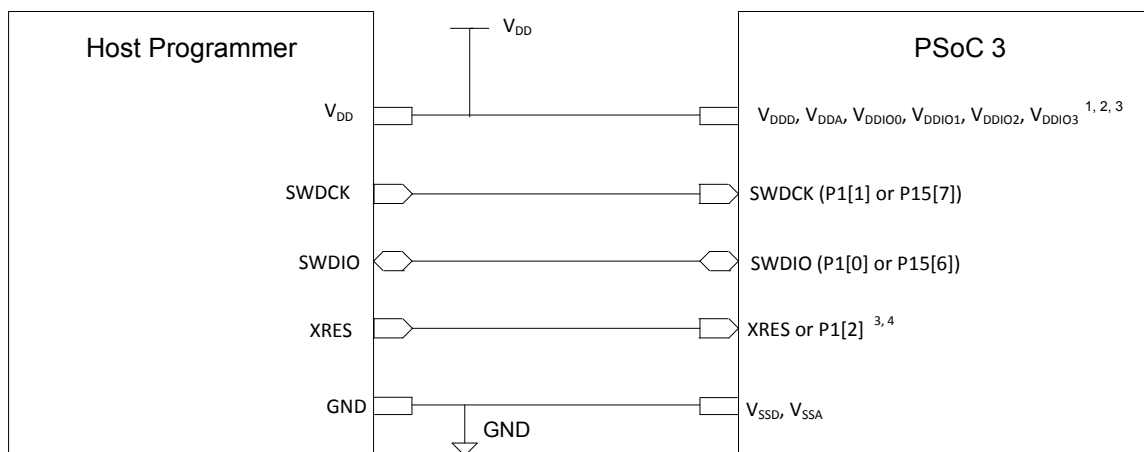 V_DD
Host Programmer
PSoC 3
V_DD
V_DDD, V_DDA, V_DDIO0, V_DDIO1, V_DDIO2, V_DDIO3 1, 2, 3
SWDCK
SWDCK (P1[1] or P15[7])
SWDIO
SWDIO (P1[0] or P15[6])
XRES
XRES or P1[2] 3, 4
GND
V_SSD, V_SSA
GND